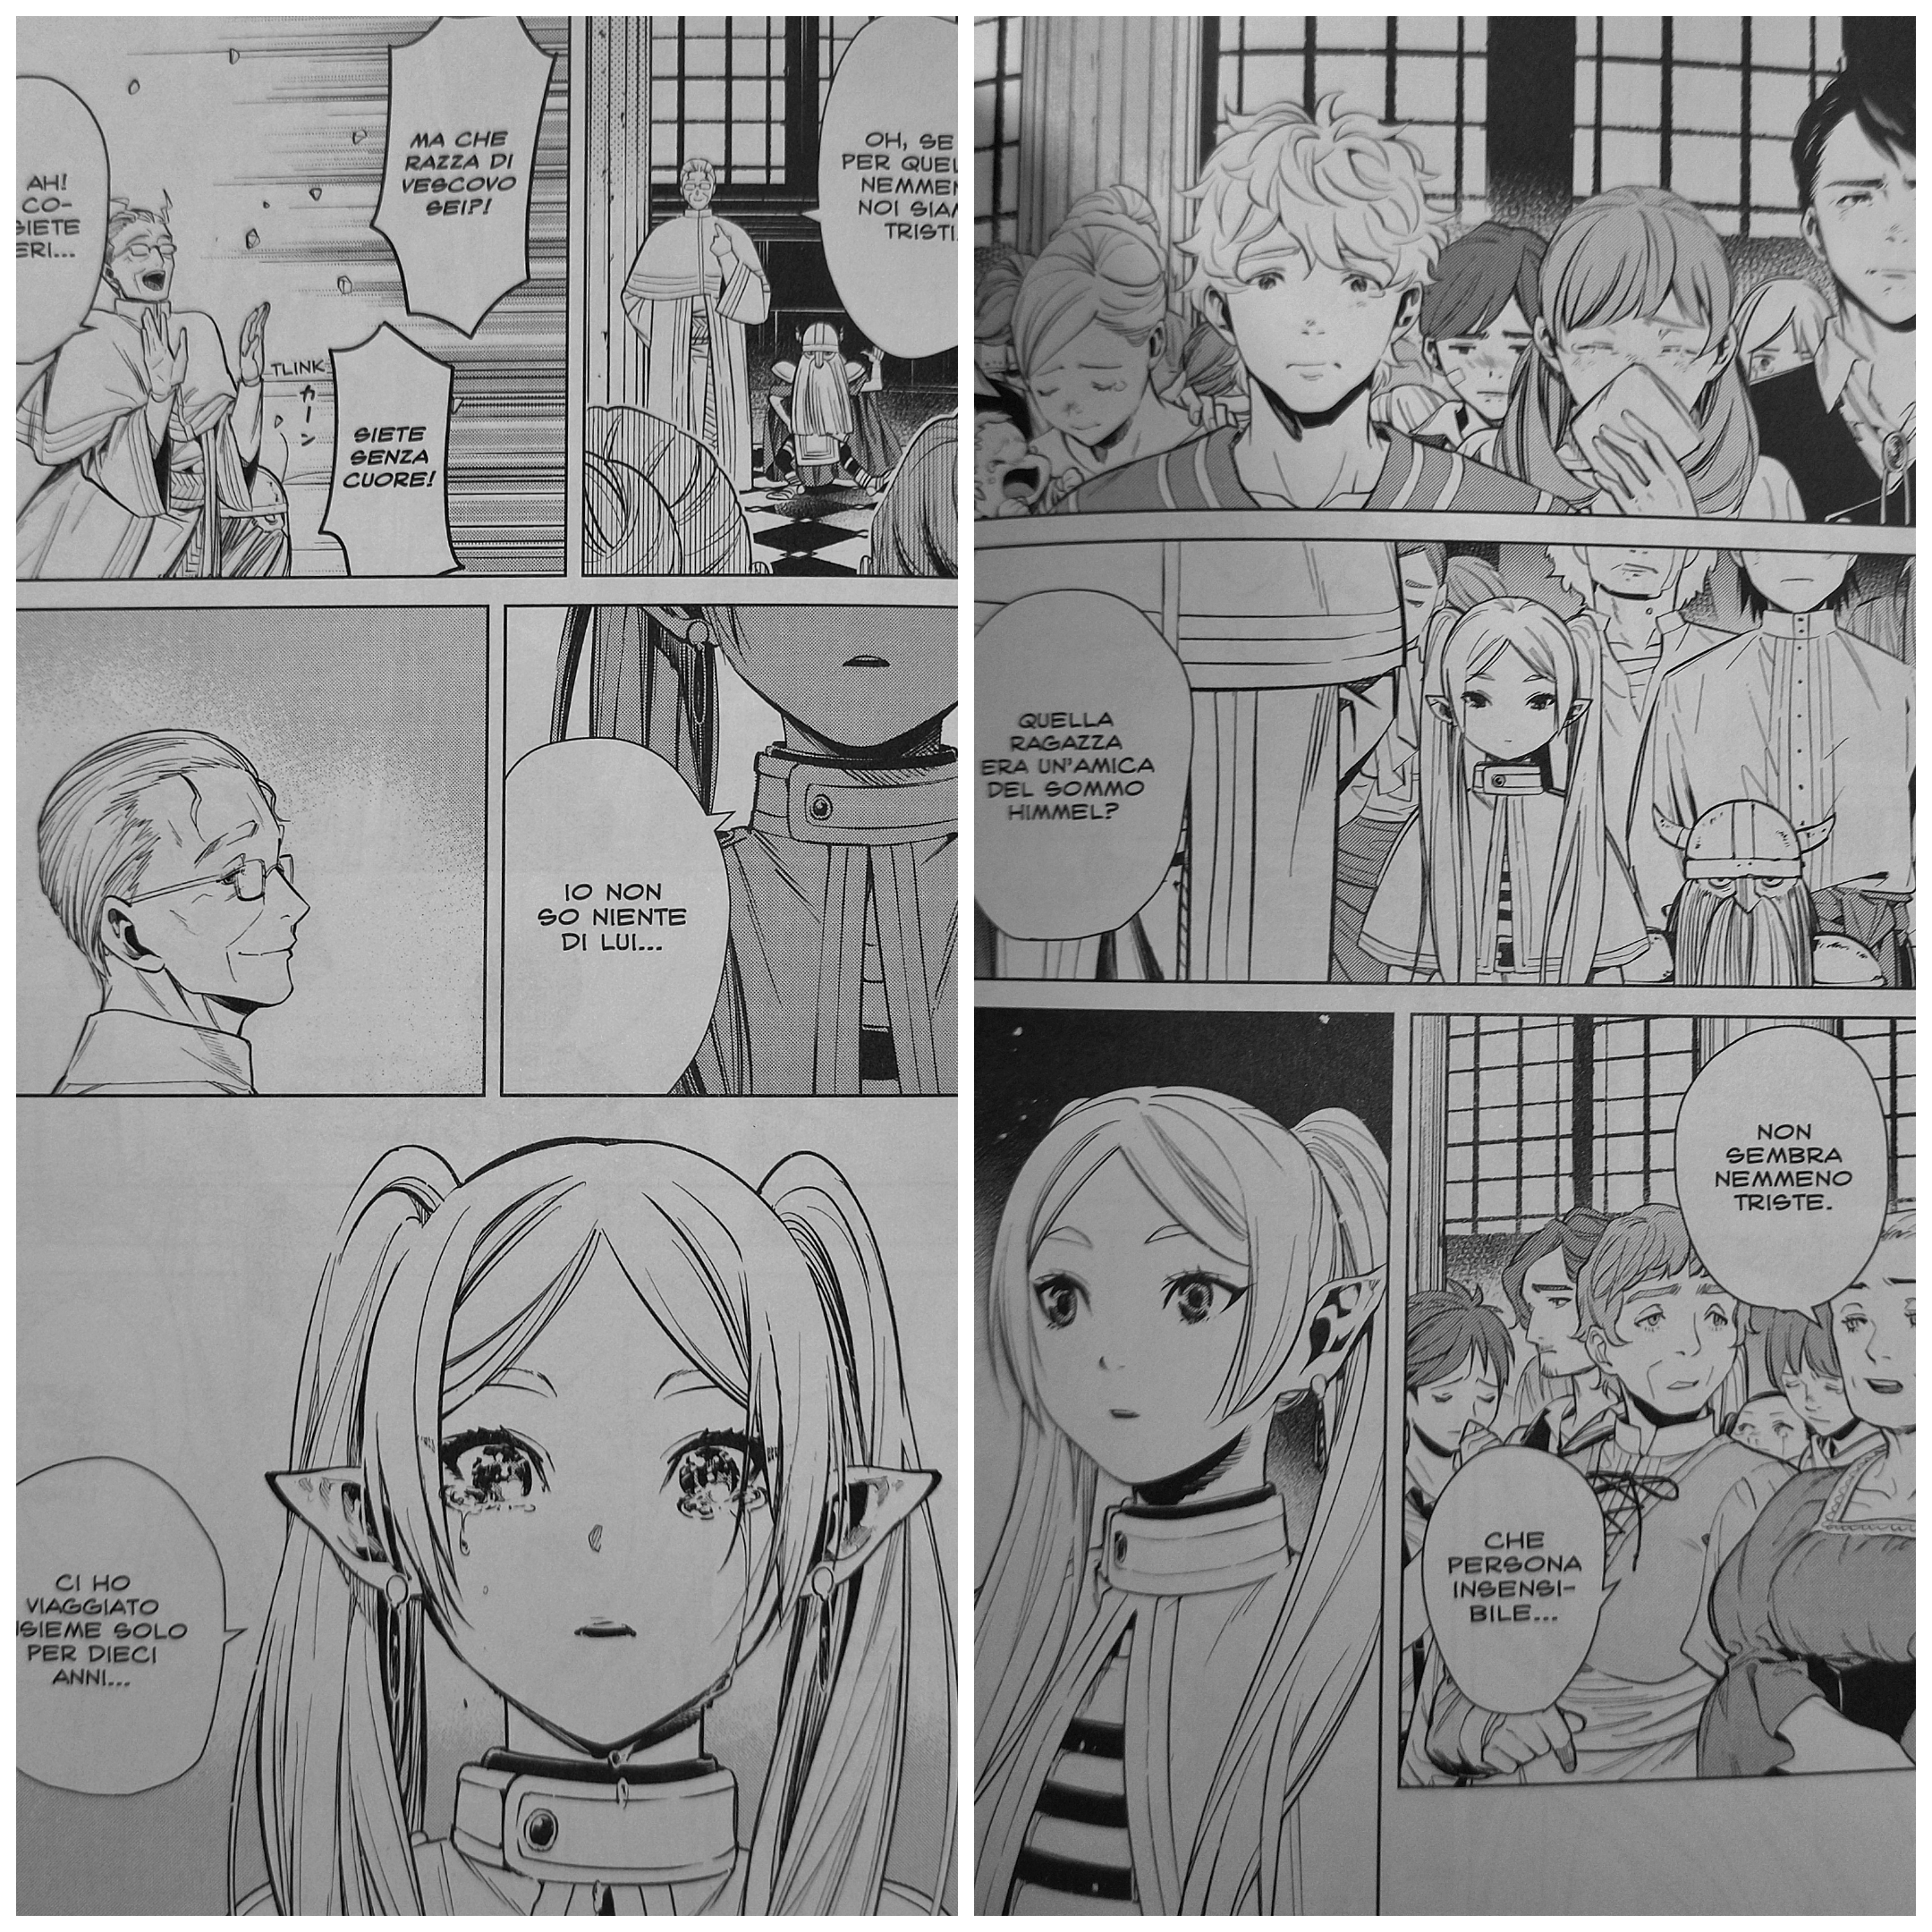 QUELLA
RAGAZZA
ERA UN'AMICA
DEL SOMMO
HIMMEL?
NON
SEMBRA
NEMMENO
TRISTE.
CHE
PERSONA
INSENSI-
BILE...
OH, SE
PER QUEL
NEMMEN
NOI SIAM
TRISTI
MA CHE
RAZZA DI
VESCOVO
SEI?!
SIETE
SENZA
CUORE!
TLINK
カーン
AH!
CO-
SIETE
ERI...
IO NON
SO NIENTE
DI LUI...
CI HO
VIAGGIATO
NSIEME SOLO
PER DIECI
ANNI...